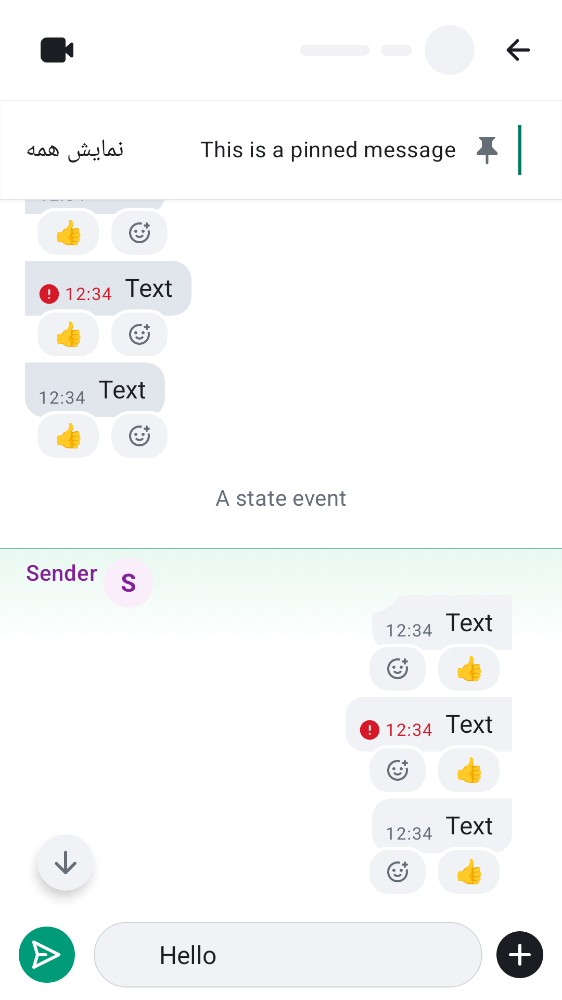 This is a pinned message
نمایش همه
👍
12:34 Text
👍
Text 12:34
👍
A state event
S Sender
Text 12:34
👍
Text 12:34
👍
Text 12:34
👍
Hello